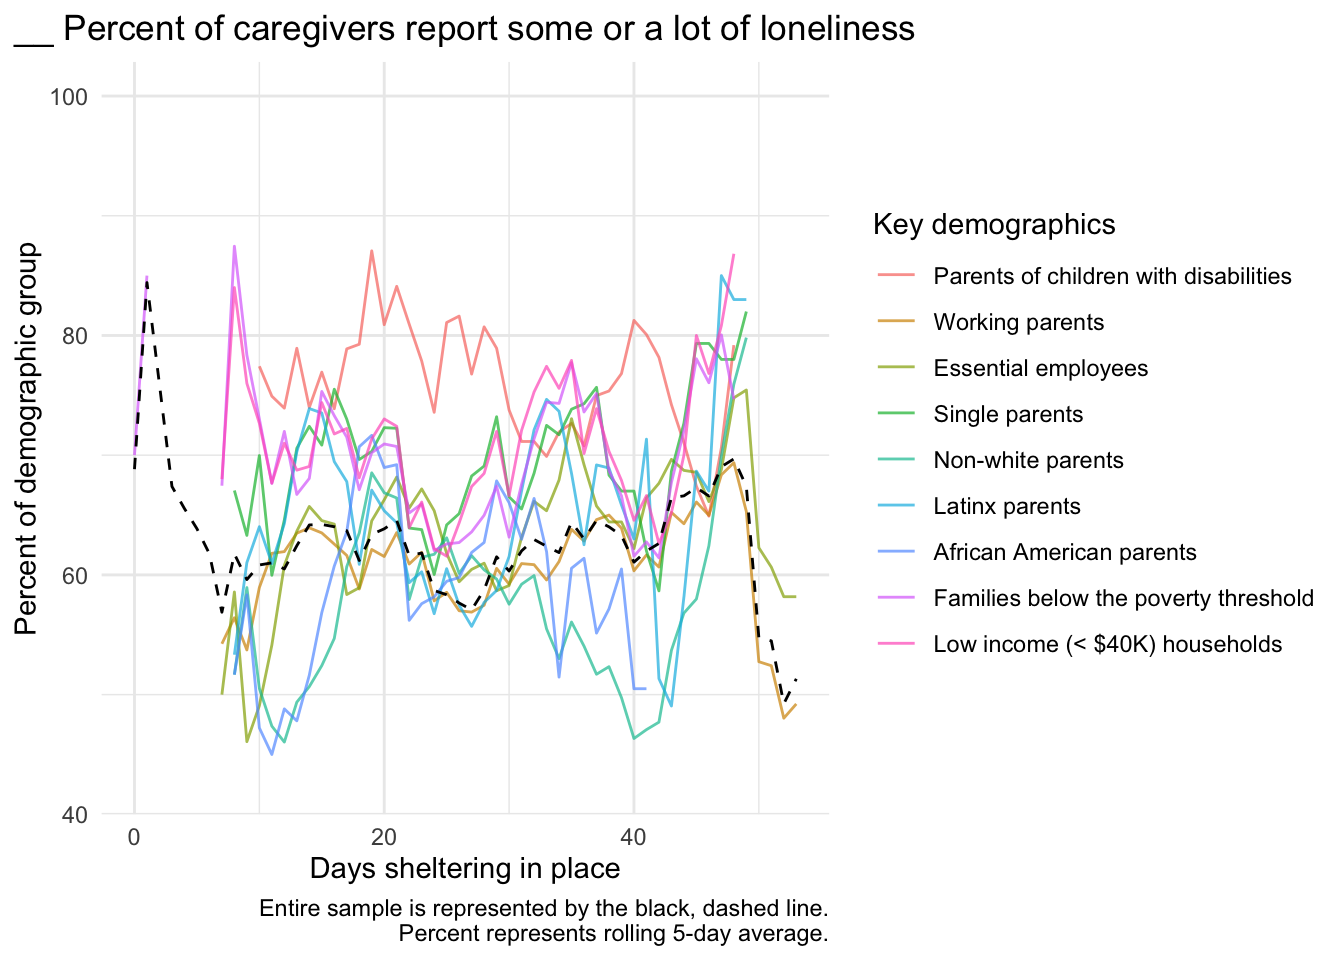 __ Percent of caregivers report some or a lot of loneliness
Percent of demographic group
100
80
60
40
0
20
40
Days sheltering in place
Entire sample is represented by the black, dashed line.
Percent represents rolling 5-day average.
Key demographics
Parents of children with disabilities
Working parents
Essential employees
Single parents
Non-white parents
Latinx parents
African American parents
Families below the poverty threshold
Low income (< $40K) households